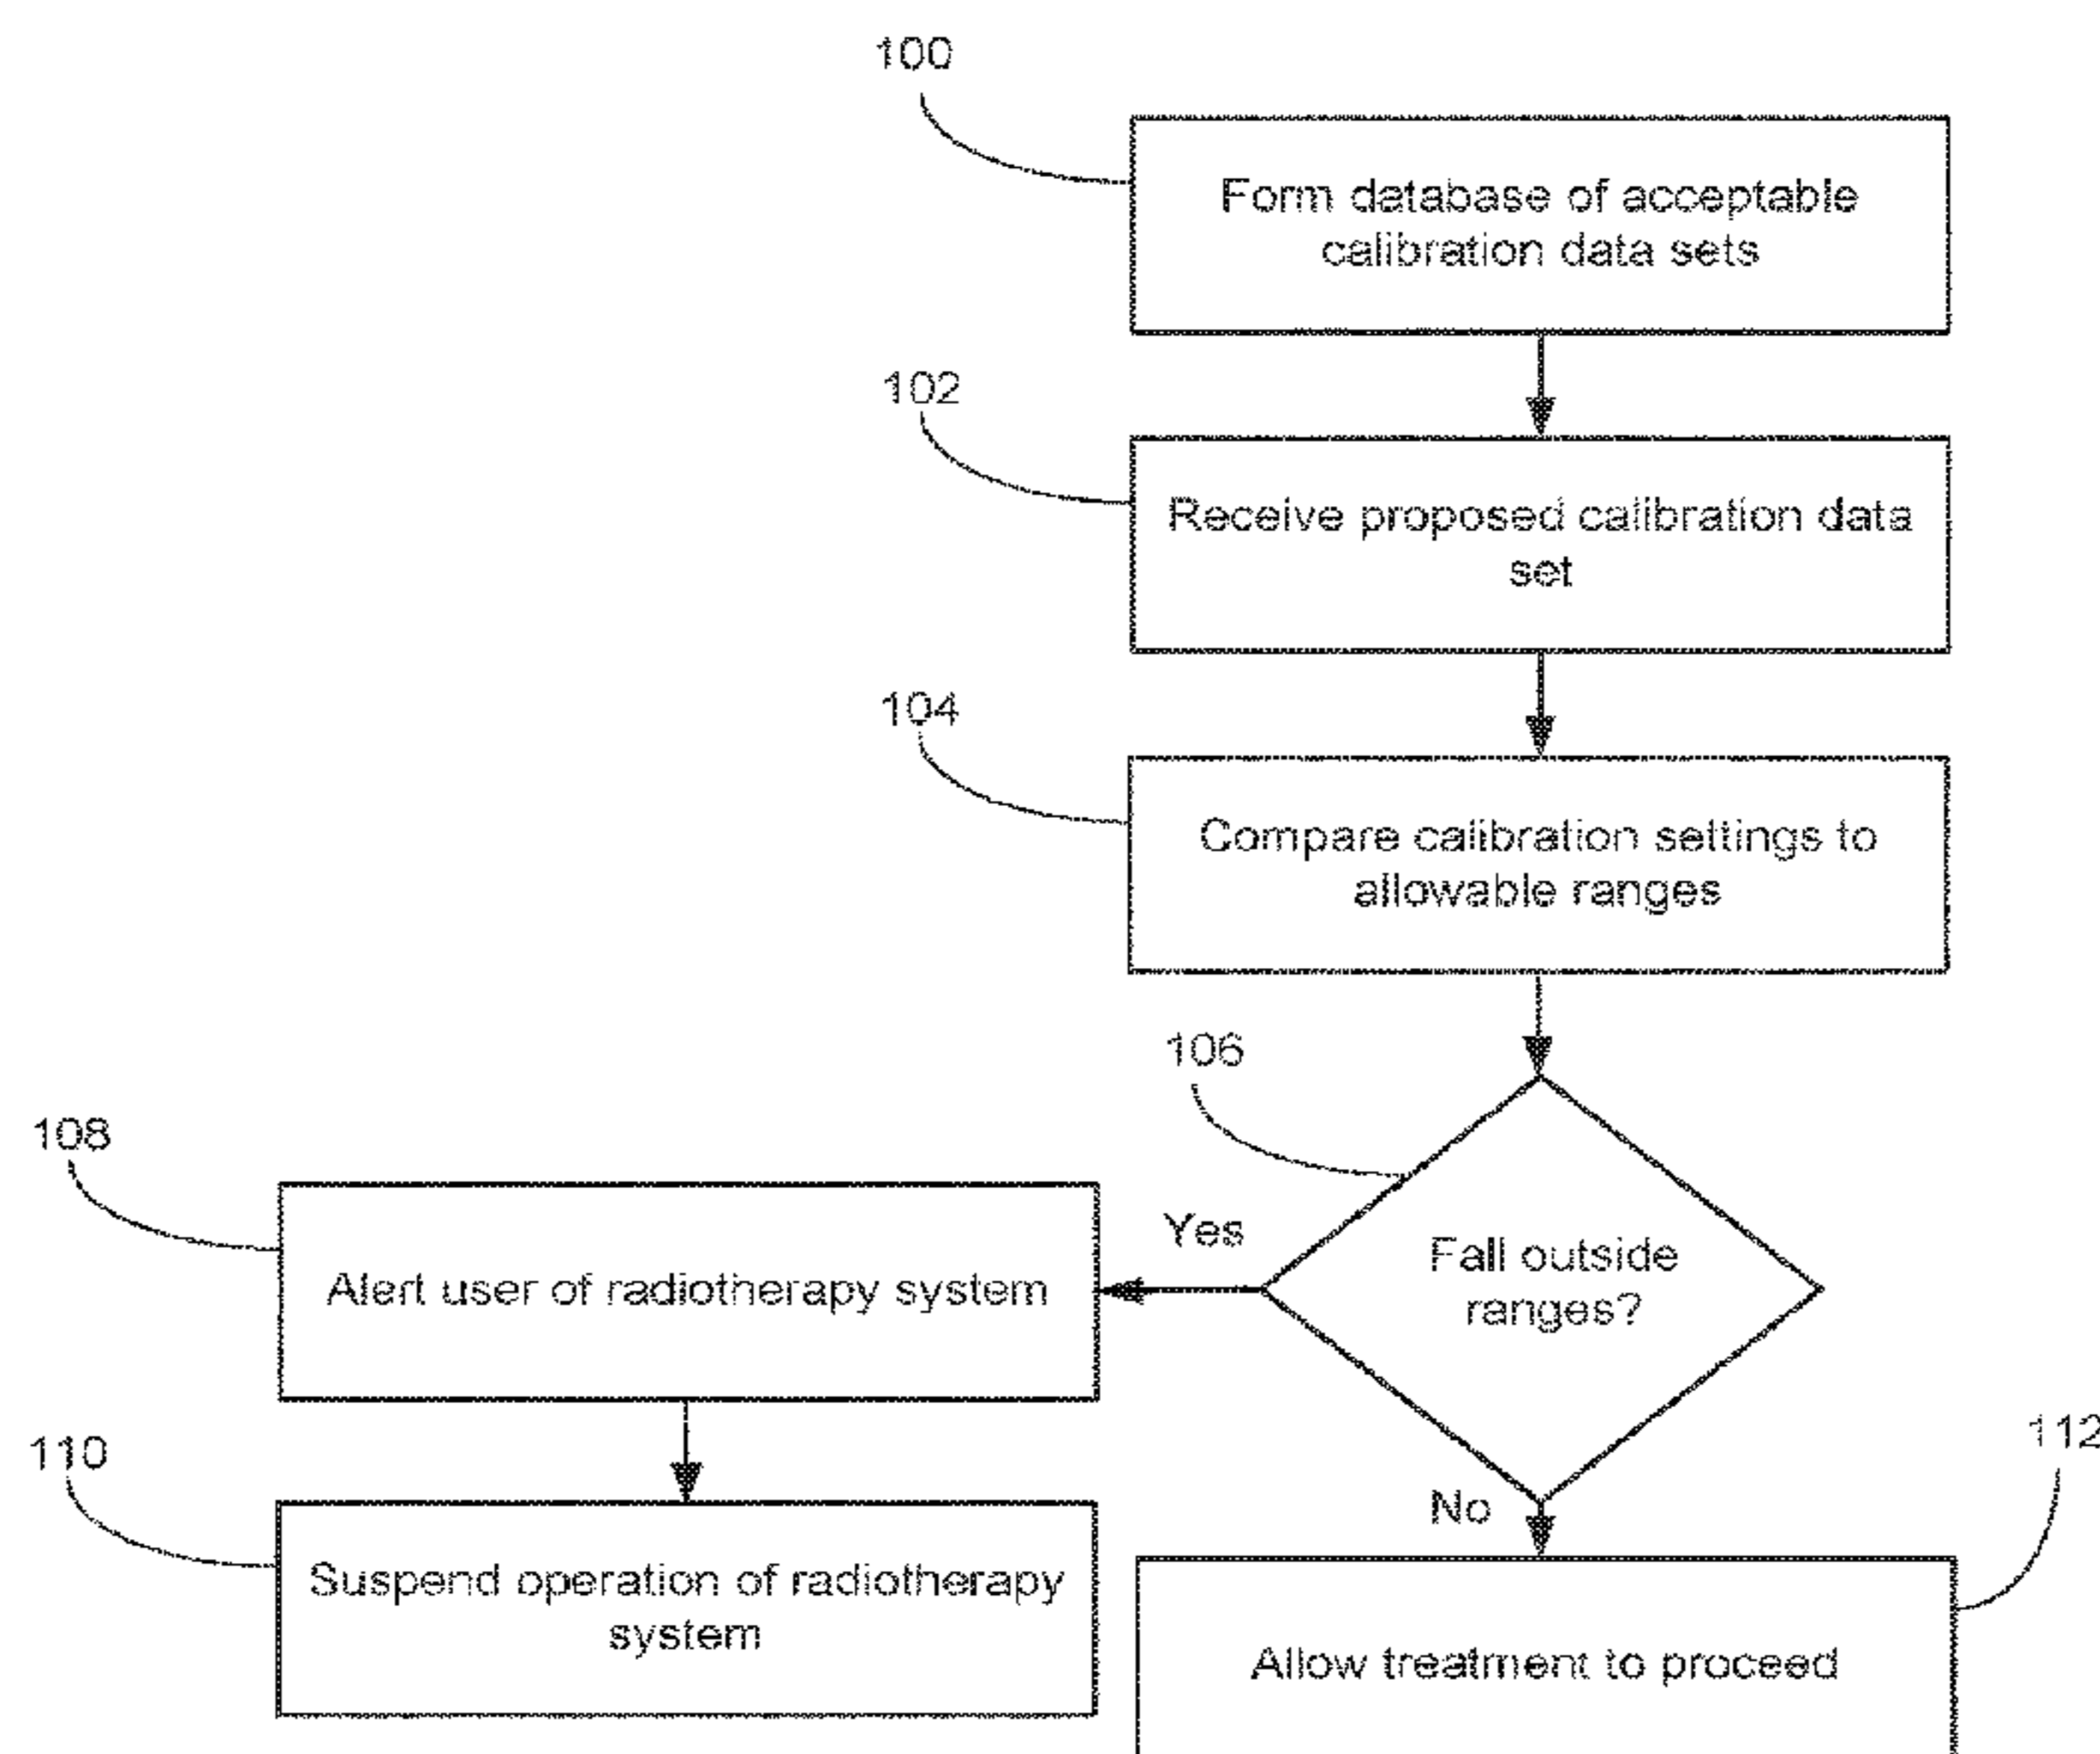 100
Form database of acceptable
calibration data sets
102
Receive proposed calibration data
set
104
Compare calibration settings to
allowable ranges
106
Fall outside
ranges?
Yes
108
Alert user of radiotherapy system
110
Suspend operation of radiotherapy
system
No
112
Allow treatment to proceed